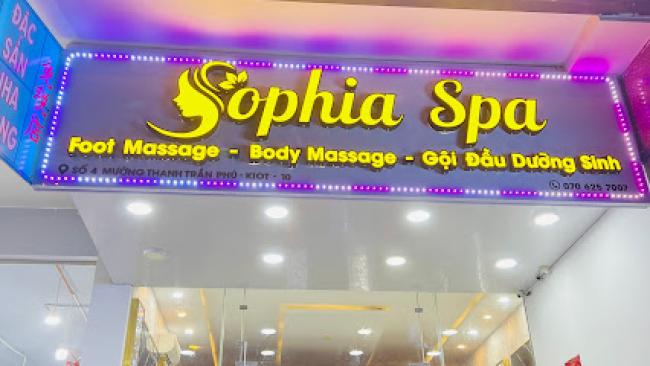 ĐẶC
SẢN
NHA
Sophia Spa
Foot Massage - Body Massage - Gội Đầu Dưỡng Sinh
SỐ 4 MƯỜNG THANH TRẦN PHÚ - KIOT - 10
070 625 7007